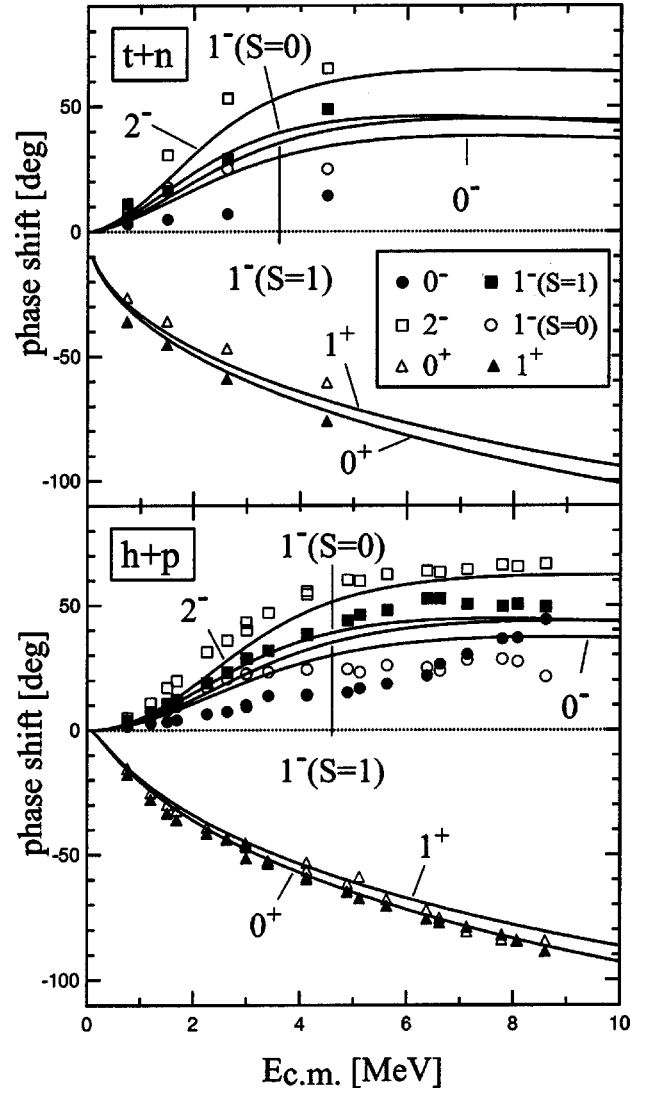 t+n
1⁻(S=0)
2⁻
0⁻
1⁻(S=1)
1⁺
0⁺
50
0
-50
-100
phase shift [deg]
0⁻ 1⁻(S=1)
2⁻ 1⁻(S=0)
0⁺ 1⁺
h+p
1⁻(S=0)
2⁻
0⁻
1⁻(S=1)
1⁺
0⁺
50
0
-50
-100
phase shift [deg]
0 2 4 6 8 10
Ec.m. [MeV]